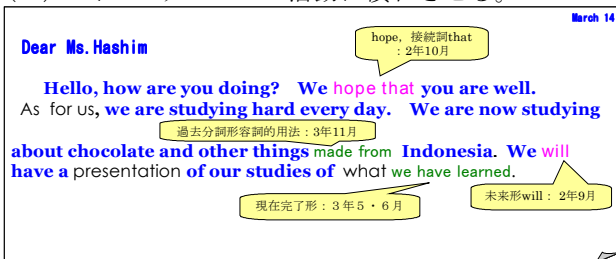 March 14
Dear Ms. Hashim
hope, 接続詞that
：2年10月
Hello, how are you doing? We hope that you are well.
As for us, we are studying hard every day. We are now studying
過去分詞形容詞的用法：3年11月
about chocolate and other things made from Indonesia. We will
have a presentation of our studies of what we have learned.
現在完了形：３年５・６月
未来形will：2年9月